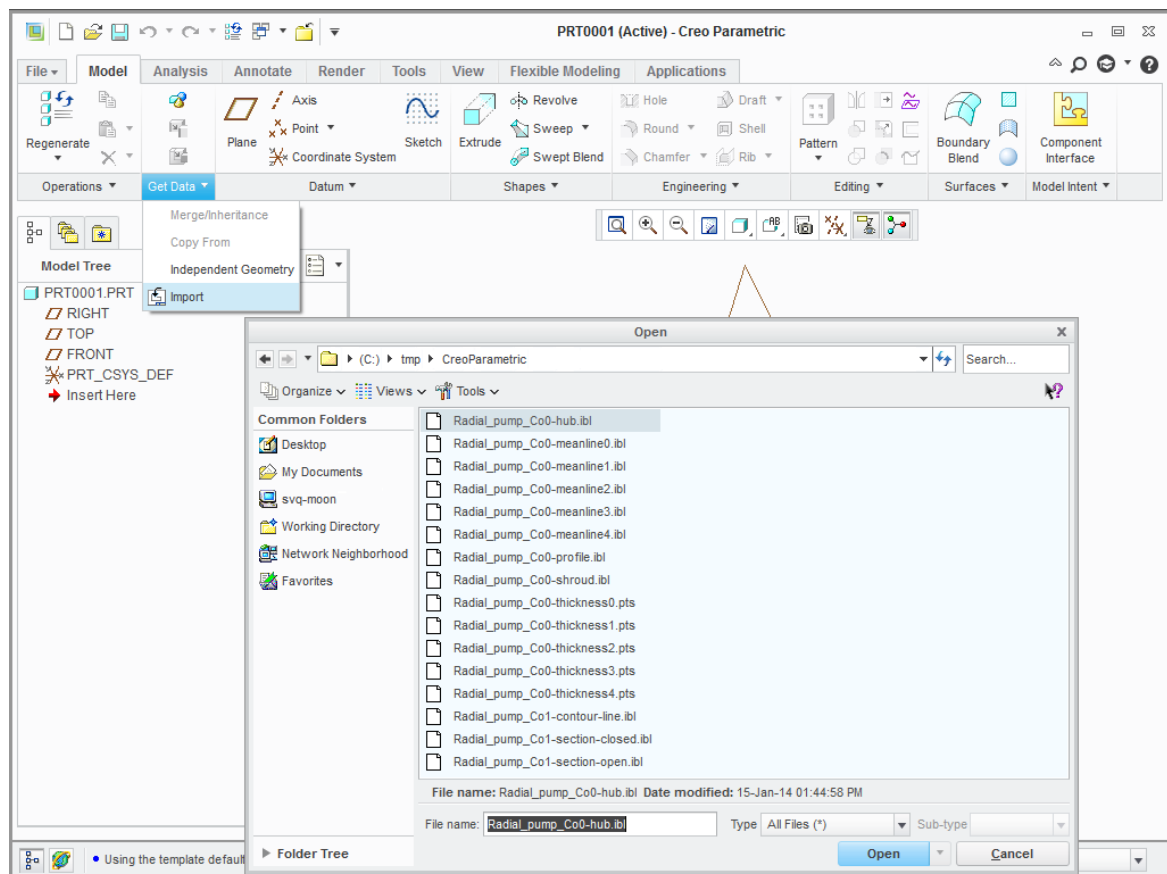 PRT0001 (Active) - Creo Parametric
File Model Analysis Annotate Render Tools View Flexible Modeling Applications
Regenerate
Plane
Axis
Point
Coordinate System
Sketch
Extrude
Revolve
Sweep
Swept Blend
Hole
Round
Chamfer
Draft
Shell
Rib
Pattern
Boundary
Blend
Component
Interface
Operations Get Data Datum Shapes Engineering Editing Surfaces Model Intent
Merge/Inheritance
Copy From
Independent Geometry
Import
Model Tree
PRT0001.PRT
RIGHT
TOP
FRONT
PRT_CSYS_DEF
Insert Here
Open
(C:) tmp CreoParametric
Search...
Organize Views Tools
Common Folders
Desktop
My Documents
svq-moon
Working Directory
Network Neighborhood
Favorites
Radial_pump_Co0-hub.ibl
Radial_pump_Co0-meanline0.ibl
Radial_pump_Co0-meanline1.ibl
Radial_pump_Co0-meanline2.ibl
Radial_pump_Co0-meanline3.ibl
Radial_pump_Co0-meanline4.ibl
Radial_pump_Co0-profile.ibl
Radial_pump_Co0-shroud.ibl
Radial_pump_Co0-thickness0.pts
Radial_pump_Co0-thickness1.pts
Radial_pump_Co0-thickness2.pts
Radial_pump_Co0-thickness3.pts
Radial_pump_Co0-thickness4.pts
Radial_pump_Co1-contour-line.ibl
Radial_pump_Co1-section-closed.ibl
Radial_pump_Co1-section-open.ibl
File name: Radial_pump_Co0-hub.ibl Date modified: 15-Jan-14 01:44:58 PM
File name: Radial_pump_Co0-hub.ibl Type All Files (*) Sub-type
Folder Tree
Open Cancel
Using the template default